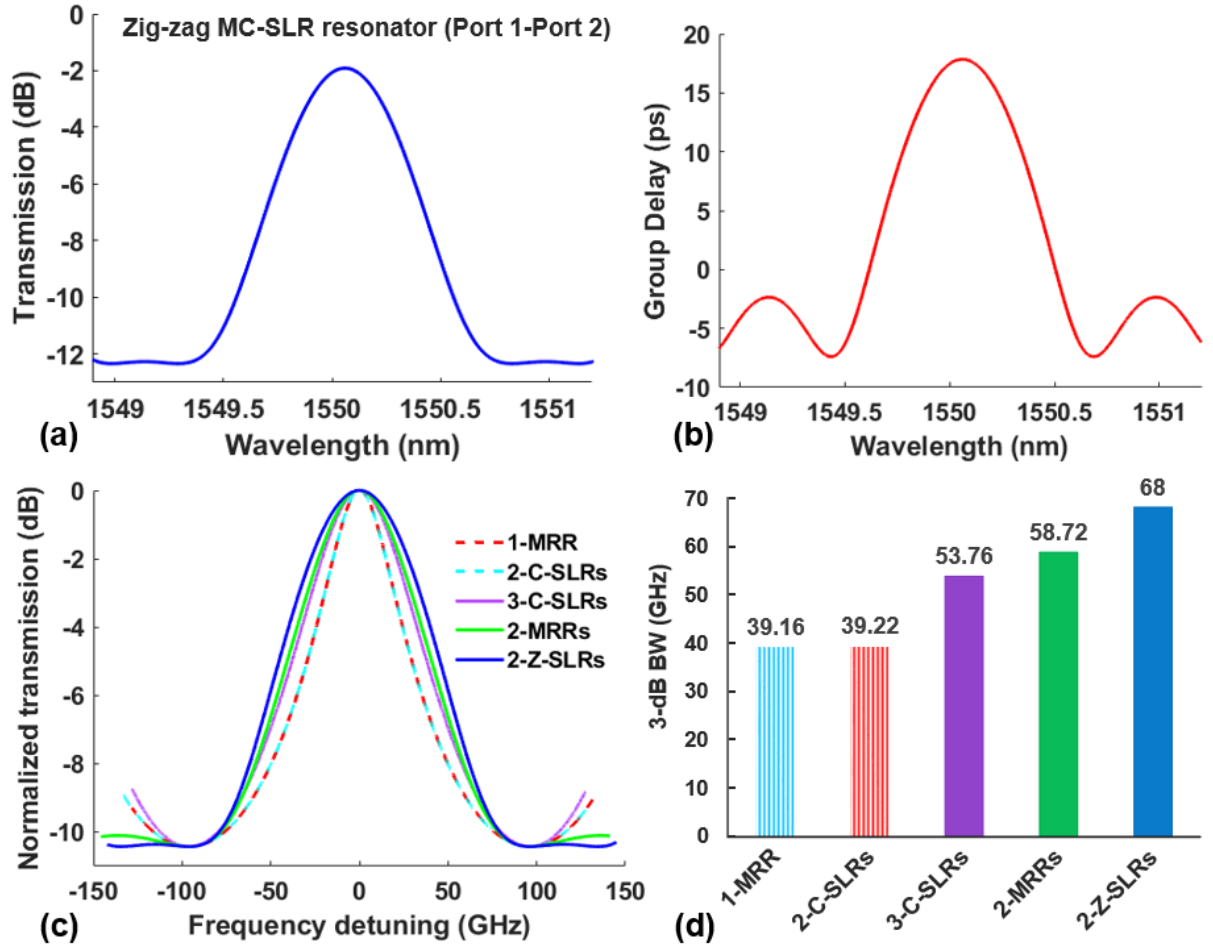 Zig-zag MC-SLR resonator (Port 1-Port 2)
Transmission (dB)
0
-2
-4
-6
-8
-10
-12
1549
1549.5
1550
1550.5
1551
Wavelength (nm)
(a)
Group Delay (ps)
20
15
10
5
0
-5
-10
1549
1549.5
1550
1550.5
1551
Wavelength (nm)
(b)
Normalized transmission (dB)
0
-2
-4
-6
-8
-10
1-MRR
2-C-SLRs
3-C-SLRs
2-MRRs
2-Z-SLRs
-150
-100
-50
0
50
100
150
Frequency detuning (GHz)
(c)
3-dB BW (GHz)
70
60
50
40
30
20
10
0
39.16
39.22
53.76
58.72
68
1-MRR
2-C-SLRs
3-C-SLRs
2-MRRs
2-Z-SLRs
(d)